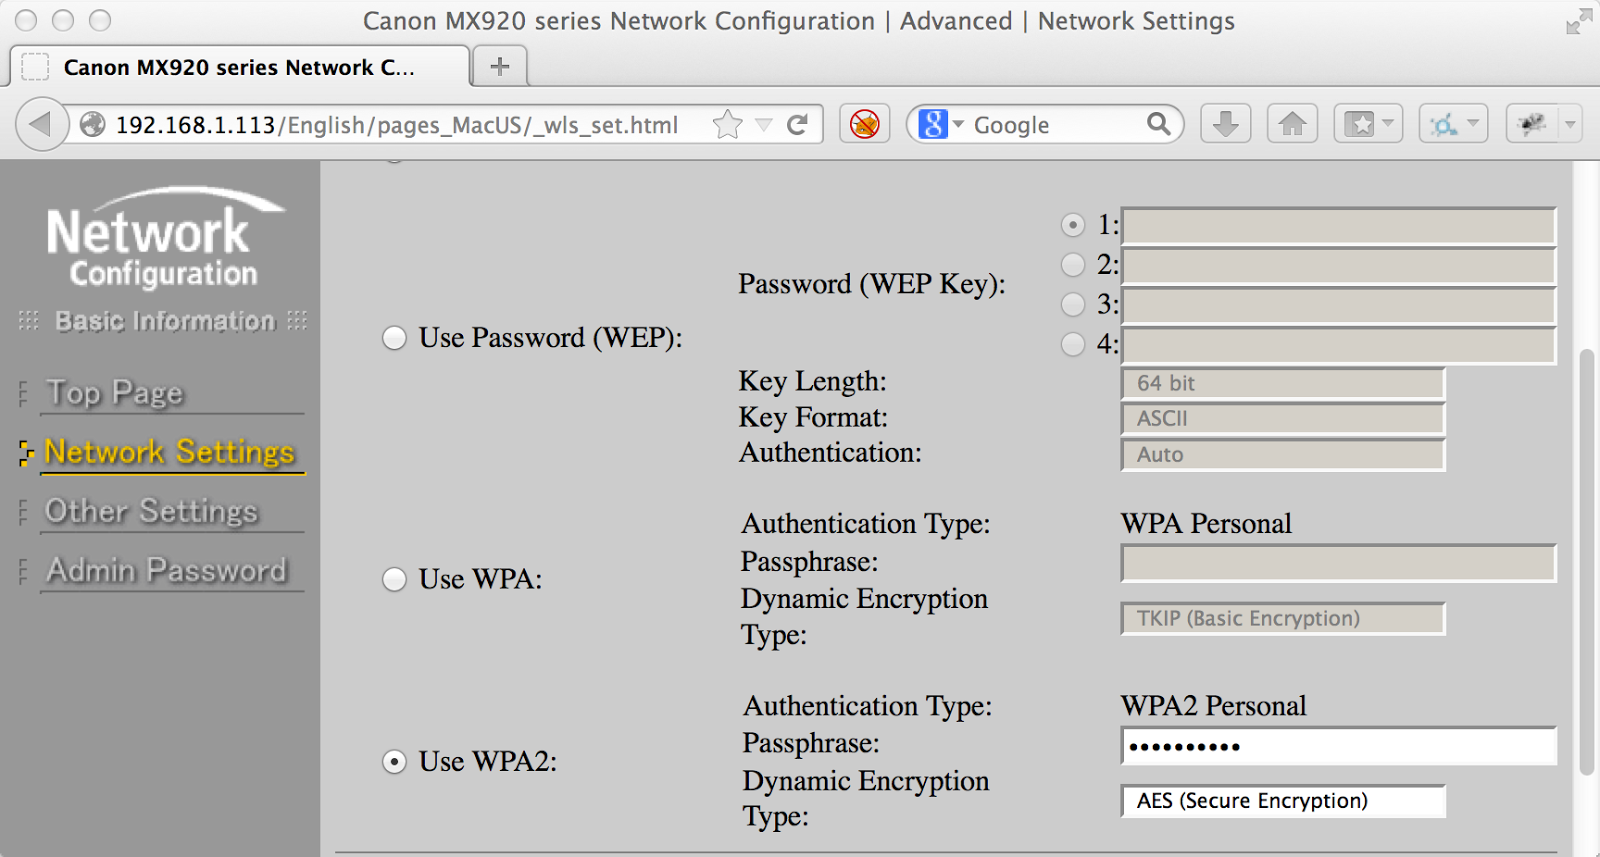 Canon MX920 series Network Configuration | Advanced | Network Settings
Canon MX920 series Network C...
192.168.1.113/English/pages_MacUS/_wls_set.html
Google
Network
Configuration
Basic Information
Top Page
Network Settings
Other Settings
Admin Password
Use Password (WEP):
Password (WEP Key):
1:
2:
3:
4:
Key Length:
64 bit
Key Format:
ASCII
Authentication:
Auto
Use WPA:
Authentication Type:
WPA Personal
Passphrase:
Dynamic Encryption
Type:
TKIP (Basic Encryption)
Use WPA2:
Authentication Type:
WPA2 Personal
Passphrase:
••••••••••
Dynamic Encryption
Type:
AES (Secure Encryption)